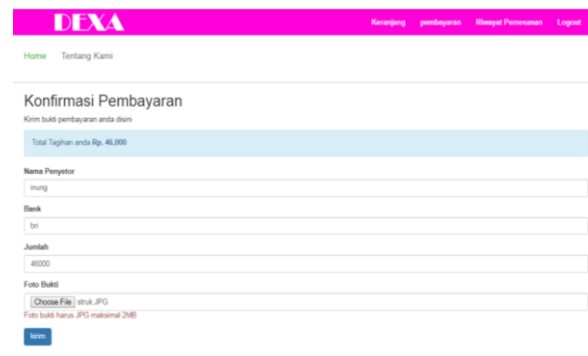 DEXA Keranjang pembayaran Riwayat Pemesanan Logout
Home Tentang Kami
Konfirmasi Pembayaran
Kirim bukti pembayaran anda disini
Total Tagihan anda Rp. 46,000
Nama Penyetor
inung
Bank
bri
Jumlah
46000
Foto Bukti
Choose File struk.JPG
Foto bukti harus JPG maksimal 2MB
kirim